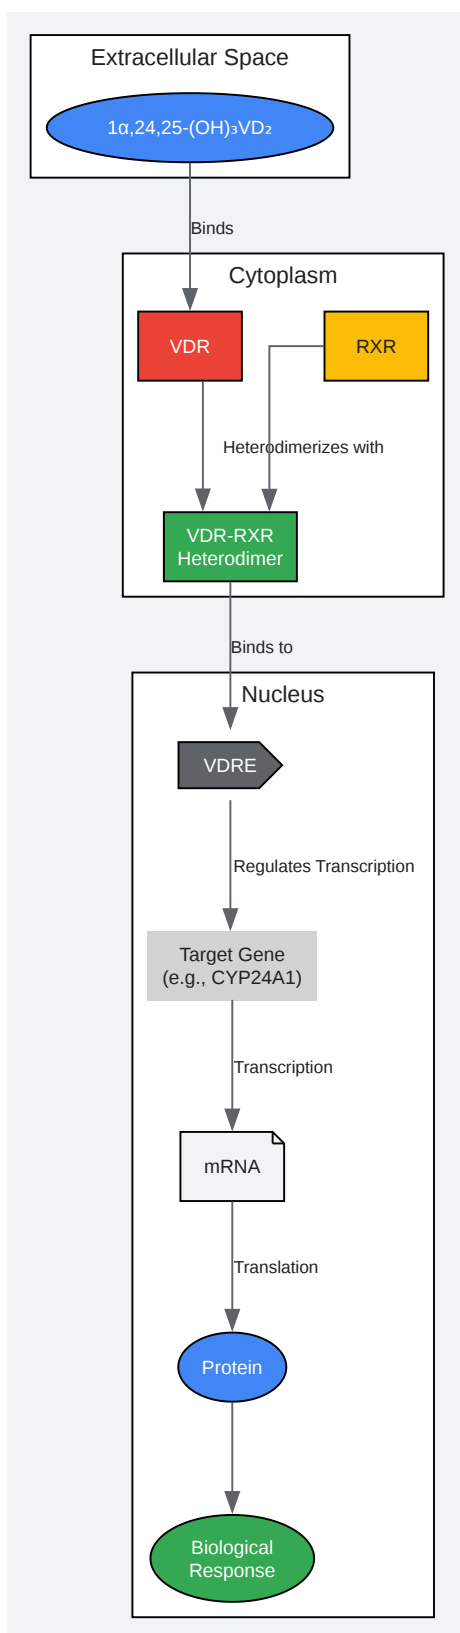 Extracellular Space
1α,24,25-(OH)₃VD₂
Binds
Cytoplasm
VDR
RXR
Heterodimerizes with
VDR-RXR
Heterodimer
Binds to
Nucleus
VDRE
Regulates Transcription
Target Gene
(e.g., CYP24A1)
Transcription
mRNA
Translation
Protein
Biological
Response